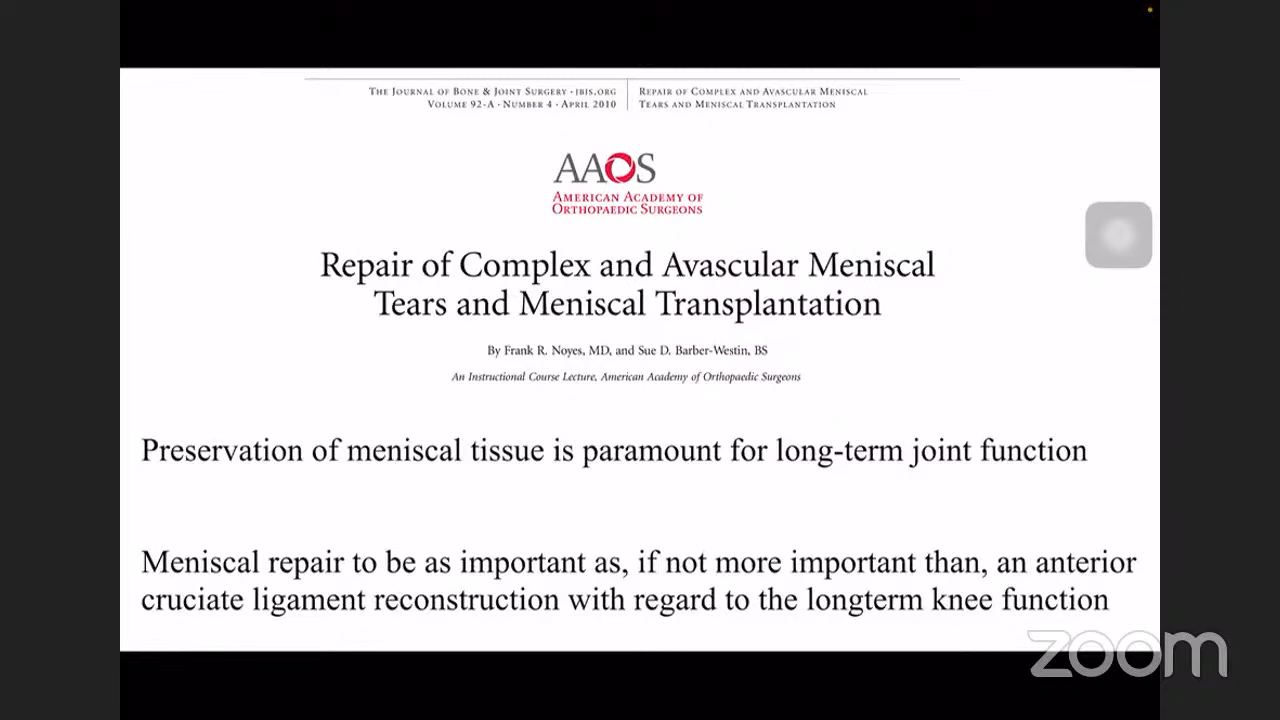 THE JOURNAL OF BONE & JOINT SURGERY · JBJS.ORG
VOLUME 92-A · NUMBER 4 · APRIL 2010
REPAIR OF COMPLEX AND AVASCULAR MENISCAL
TEARS AND MENISCAL TRANSPLANTATION
AAOS
AMERICAN ACADEMY OF
ORTHOPAEDIC SURGEONS
Repair of Complex and Avascular Meniscal
Tears and Meniscal Transplantation
By Frank R. Noyes, MD, and Sue D. Barber-Westin, BS
An Instructional Course Lecture, American Academy of Orthopaedic Surgeons
Preservation of meniscal tissue is paramount for long-term joint function
Meniscal repair to be as important as, if not more important than, an anterior
cruciate ligament reconstruction with regard to the longterm knee function
zoom